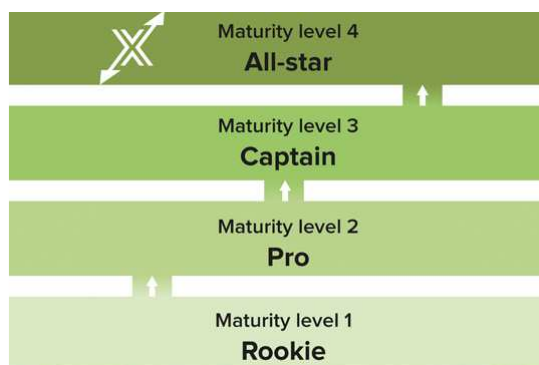 Maturity level 4
All-star
Maturity level 3
Captain
Maturity level 2
Pro
Maturity level 1
Rookie